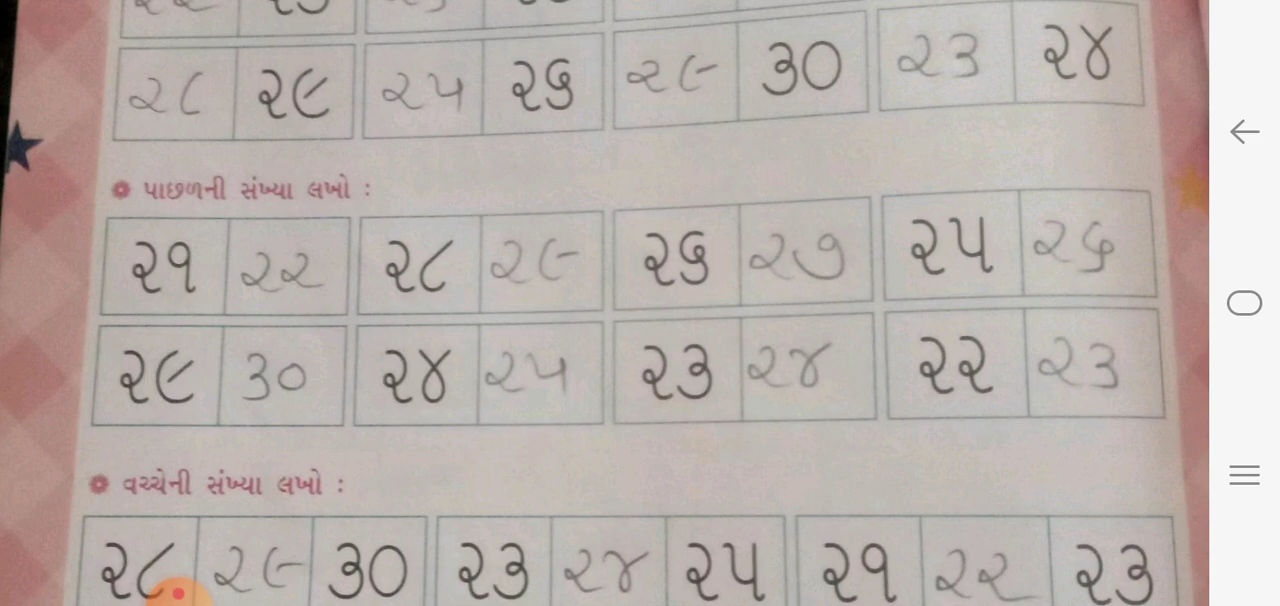 ૨૮ ૨૯ ૨૫ ૨૬ ૨૯ ૩૦ ૨૩ ૨૪
પાછળની સંખ્યા લખો :
૨૧ ૨૨ ૨૮ ૨૯ ૨૬ ૨૭ ૨૫ ૨૬
૨૯ ૩૦ ૨૪ ૨૫ ૨૩ ૨૪ ૨૨ ૨૩
વચ્ચેની સંખ્યા લખો :
૨૮ ૨૯ ૩૦ ૨૩ ૨૪ ૨૫ ૨૧ ૨૨ ૨૩